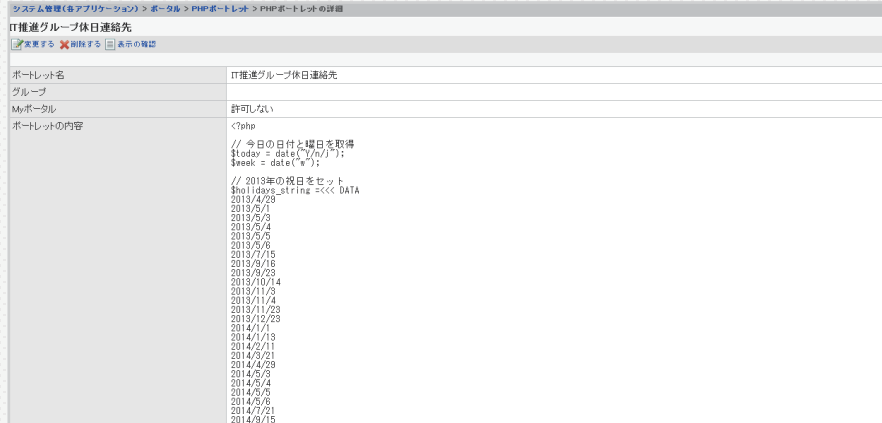 システム管理(各アプリケーション) > ポータル > PHPポートレット > PHPポートレットの詳細
IT推進グループ休日連絡先
変更する 削除する 表示の確認
ポートレット名 IT推進グループ休日連絡先
グループ
Myポータル 許可しない
ポートレットの内容 <?php
// 今日の日付と曜日を取得
$today = date("Y/n/j");
$week = date("w");
// 2013年の祝日をセット
$holidays_string =<<< DATA
2013/4/29
2013/5/1
2013/5/3
2013/5/4
2013/5/5
2013/5/6
2013/7/15
2013/9/16
2013/9/23
2013/10/14
2013/11/3
2013/11/4
2013/11/23
2013/12/23
2014/1/1
2014/1/13
2014/2/11
2014/3/21
2014/4/29
2014/5/3
2014/5/4
2014/5/5
2014/5/6
2014/7/21
2014/9/15